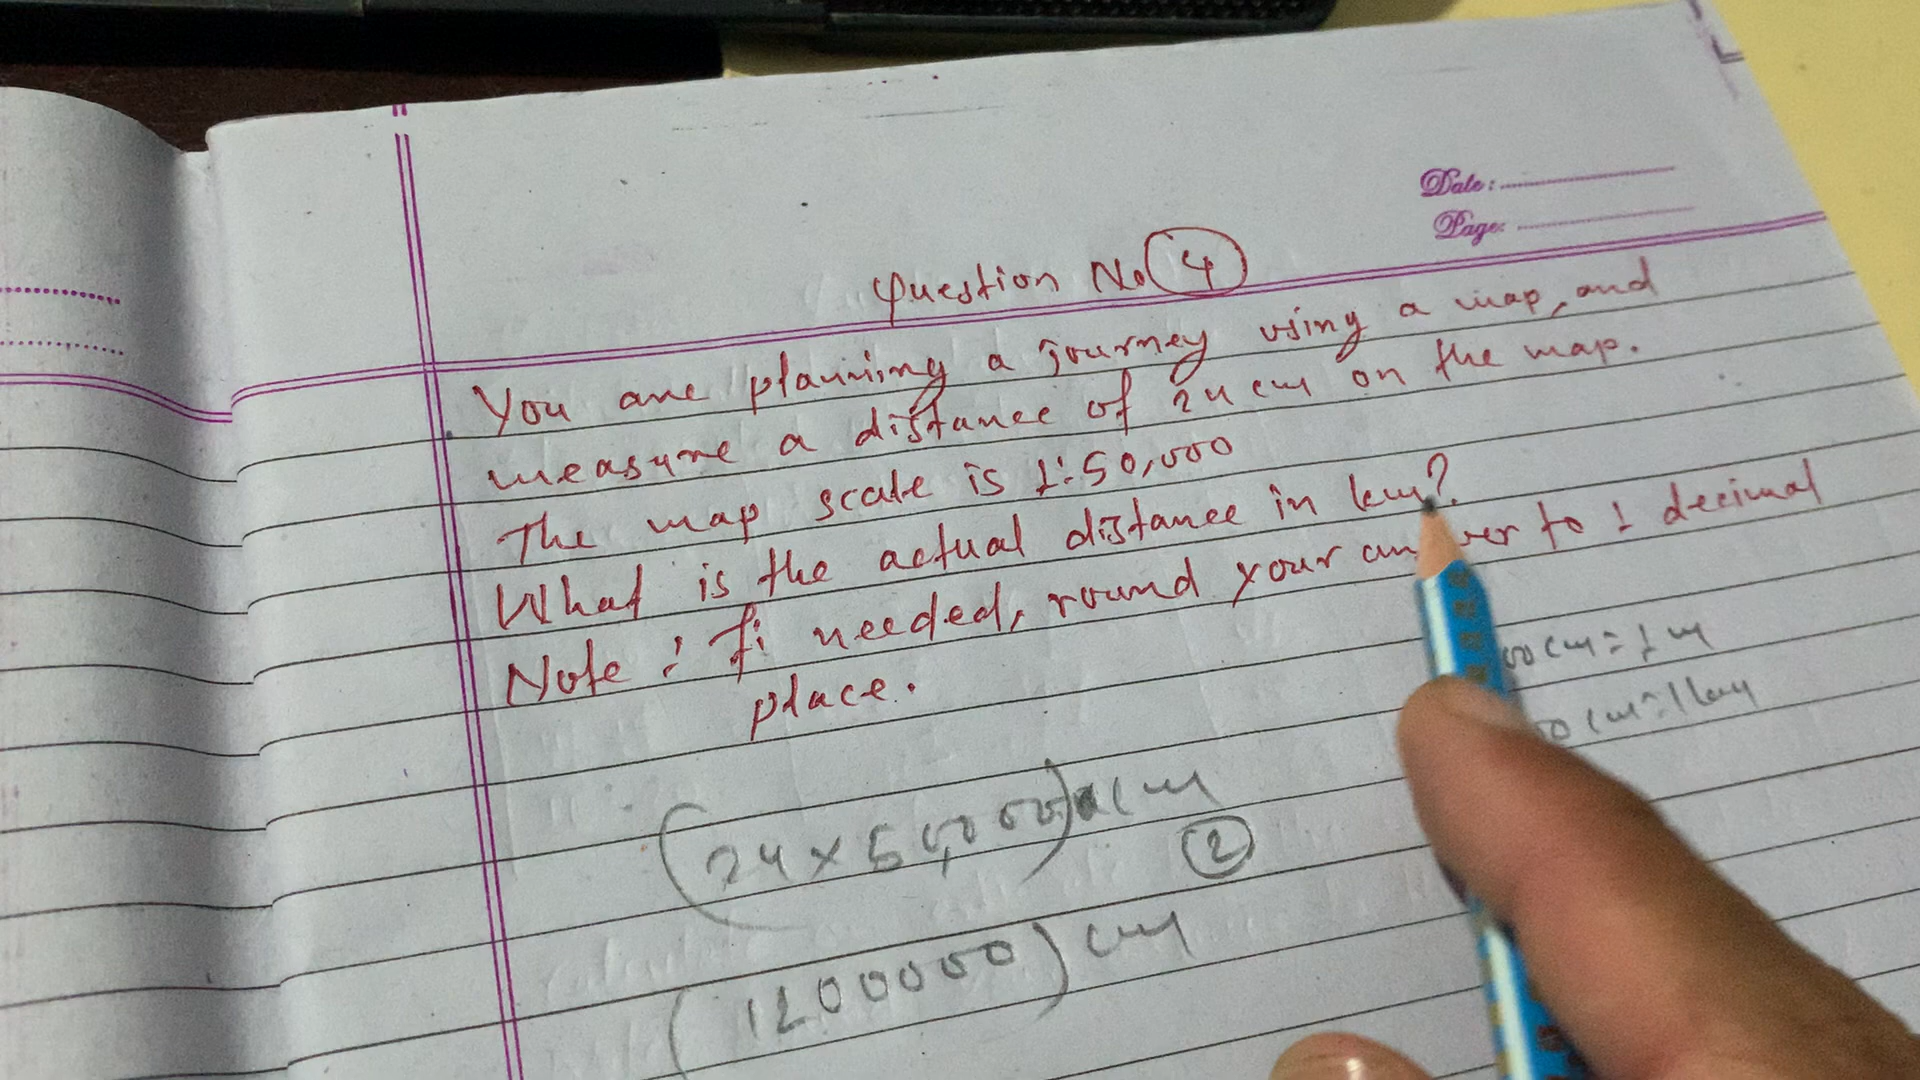 Date:
Page:
Question No 4
You are planning a journey using a map, and
measure a distance of 24 cm on the map.
The map scale is 1:50,000
What is the actual distance in km?
Note : If needed, round your answer to 1 decimal
place.
00 cm = 1 m
0 cm = 1 km
(24 × 50,000) cm
2
(1200000) cm